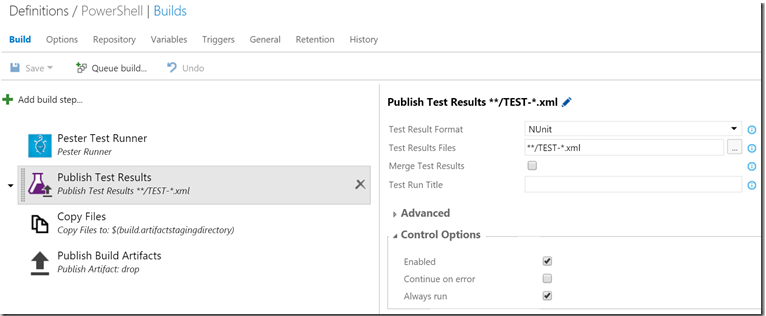 Definitions / PowerShell | Builds
Build Options Repository Variables Triggers General Retention History
Save Queue build... Undo
Add build step...
Pester Test Runner
Pester Runner
Publish Test Results
Publish Test Results **/TEST-*.xml
Copy Files
Copy Files to: $(build.artifactstagingdirectory)
Publish Build Artifacts
Publish Artifact: drop
Publish Test Results **/TEST-*.xml
Test Result Format NUnit
Test Results Files **/TEST-*.xml ...
Merge Test Results
Test Run Title
Advanced
Control Options
Enabled
Continue on error
Always run